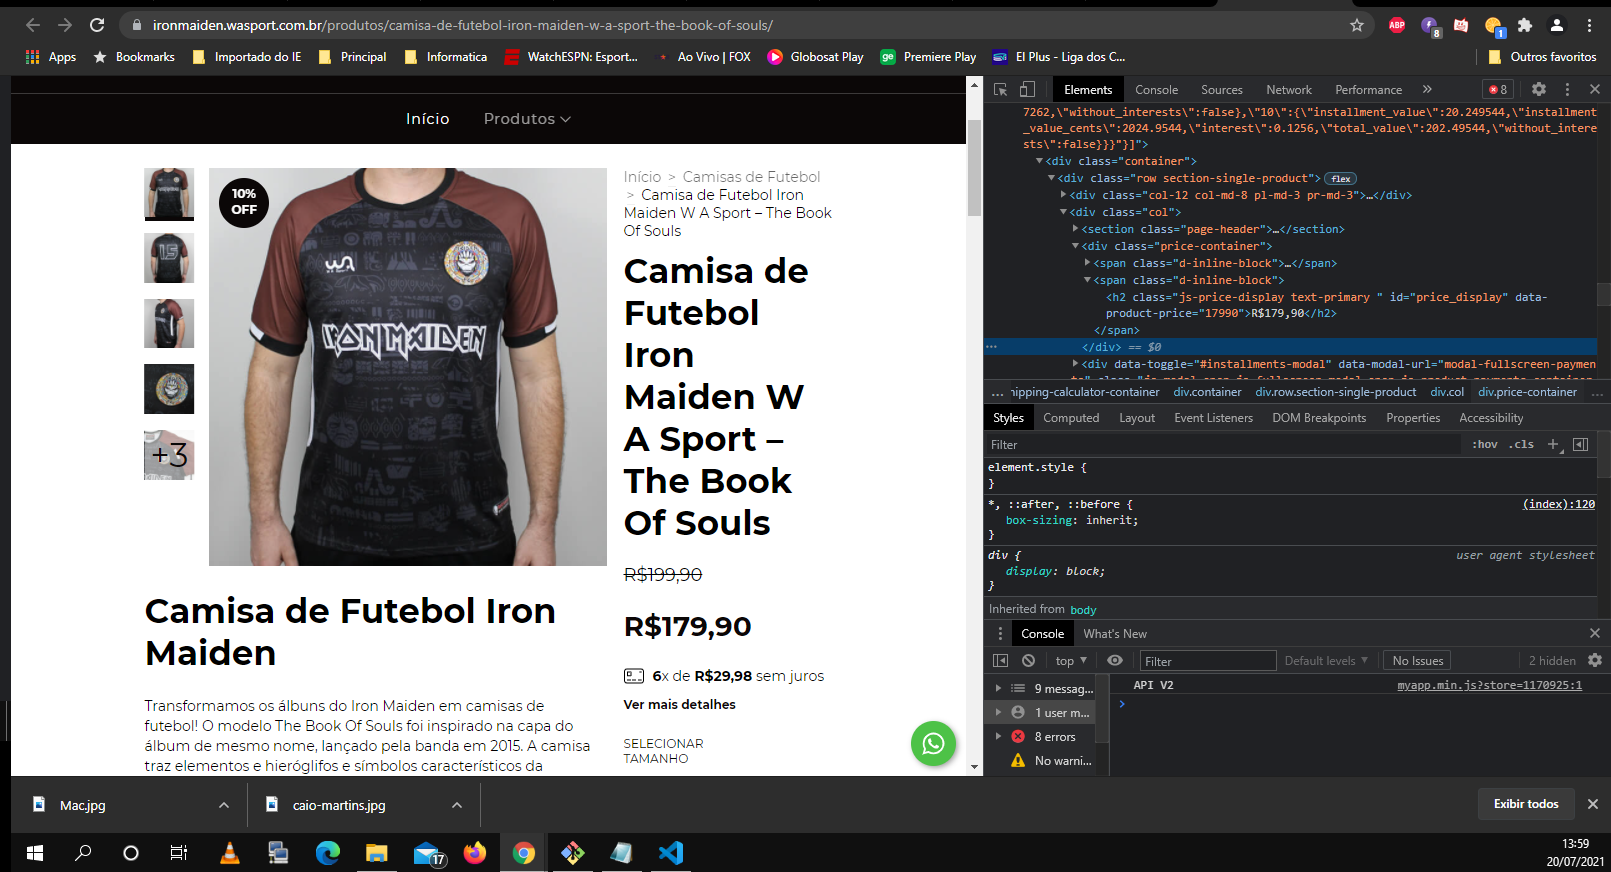 ironmaiden.wasport.com.br/produtos/camisa-de-futebol-iron-maiden-w-a-sport-the-book-of-souls/
ABP
8
1
Apps
Bookmarks
Importado do IE
Principal
Informatica
WatchESPN: Esport...
Ao Vivo | FOX
Globosat Play
ge
Premiere Play
EI Plus - Liga dos C...
Outros favoritos
Início
Produtos
10%
OFF
IRON MAIDEN
15
+3
Início > Camisas de Futebol
> Camisa de Futebol Iron
Maiden W A Sport – The Book
Of Souls
Camisa de
Futebol
Iron
Maiden W
A Sport –
The Book
Of Souls
R$199,90
R$179,90
6x de R$29,98 sem juros
Ver mais detalhes
SELECIONAR
TAMANHO
Camisa de Futebol Iron
Maiden
Transformamos os álbuns do Iron Maiden em camisas de
futebol! O modelo The Book Of Souls foi inspirado na capa do
álbum de mesmo nome, lançado pela banda em 2015. A camisa
traz elementos e hieróglifos e símbolos característicos da
Elements
Console
Sources
Network
Performance
»
8
7262,\"without_interests\":false},\"10\":{\"installment_value\":20.249544,\"installment
_value_cents\":2024.9544,\"interest\":0.1256,\"total_value\":202.49544,\"without_intere
sts\":false}}}"}]">
<div class="container">
<div class="row section-single-product"> flex
<div class="col-12 col-md-8 pl-md-3 pr-md-3">…</div>
<div class="col">
<section class="page-header">…</section>
<div class="price-container">
<span class="d-inline-block">…</span>
<span class="d-inline-block">
<h2 class="js-price-display text-primary " id="price_display" data-
product-price="17990">R$179,90</h2>
</span>
</div> == $0
<div data-toggle="#installments-modal" data-modal-url="modal-fullscreen-paymen
... hipping-calculator-container
div.container
div.row.section-single-product
div.col
div.price-container
...
Styles
Computed
Layout
Event Listeners
DOM Breakpoints
Properties
Accessibility
Filter
:hov
.cls
+
element.style {
}
*, ::after, ::before {
(index):120
box-sizing: inherit;
}
div {
user agent stylesheet
display: block;
}
Inherited from body
Console
What's New
top
Filter
Default levels
No Issues
2 hidden
9 messag...
1 user m...
8 errors
No warni...
API V2
myapp.min.js?store=1170925:1
Mac.jpg
caio-martins.jpg
Exibir todos
17
13:59
20/07/2021